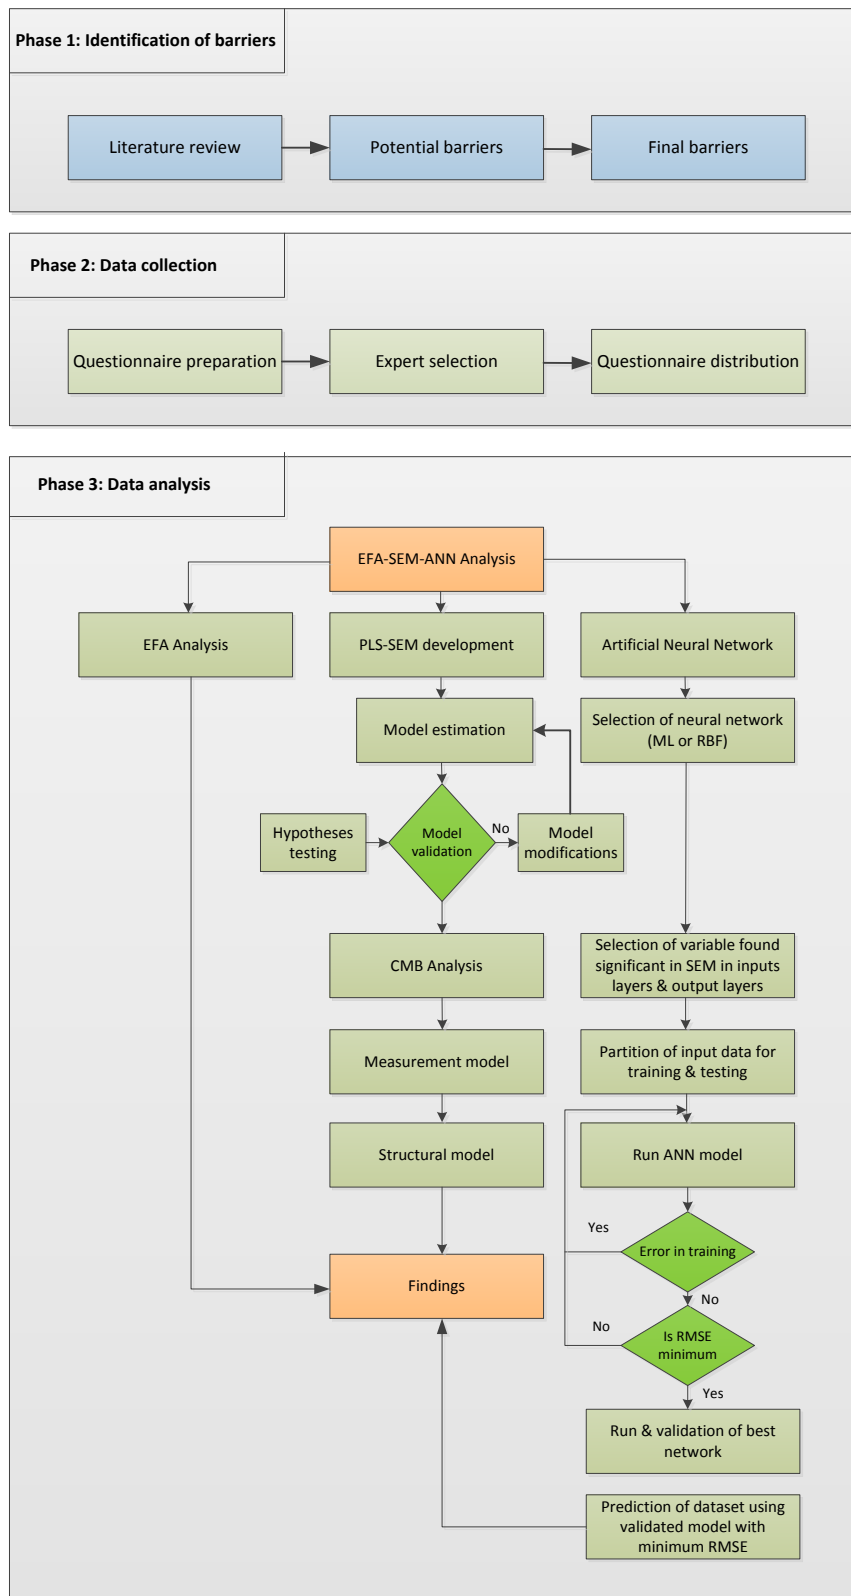 Phase 1: Identification of barriers
Literature review
Potential barriers
Final barriers
Phase 2: Data collection
Questionnaire preparation
Expert selection
Questionnaire distribution
Phase 3: Data analysis
EFA-SEM-ANN Analysis
EFA Analysis
PLS-SEM development
Artificial Neural Network
Model estimation
Selection of neural network
(ML or RBF)
Hypotheses
testing
Model
validation
No
Model
modifications
CMB Analysis
Selection of variable found
significant in SEM in inputs
layers & output layers
Measurement model
Partition of input data for
training & testing
Structural model
Run ANN model
Yes
Error in training
Findings
No
No
Is RMSE
minimum
Yes
Run & validation of best
network
Prediction of dataset using
validated model with
minimum RMSE